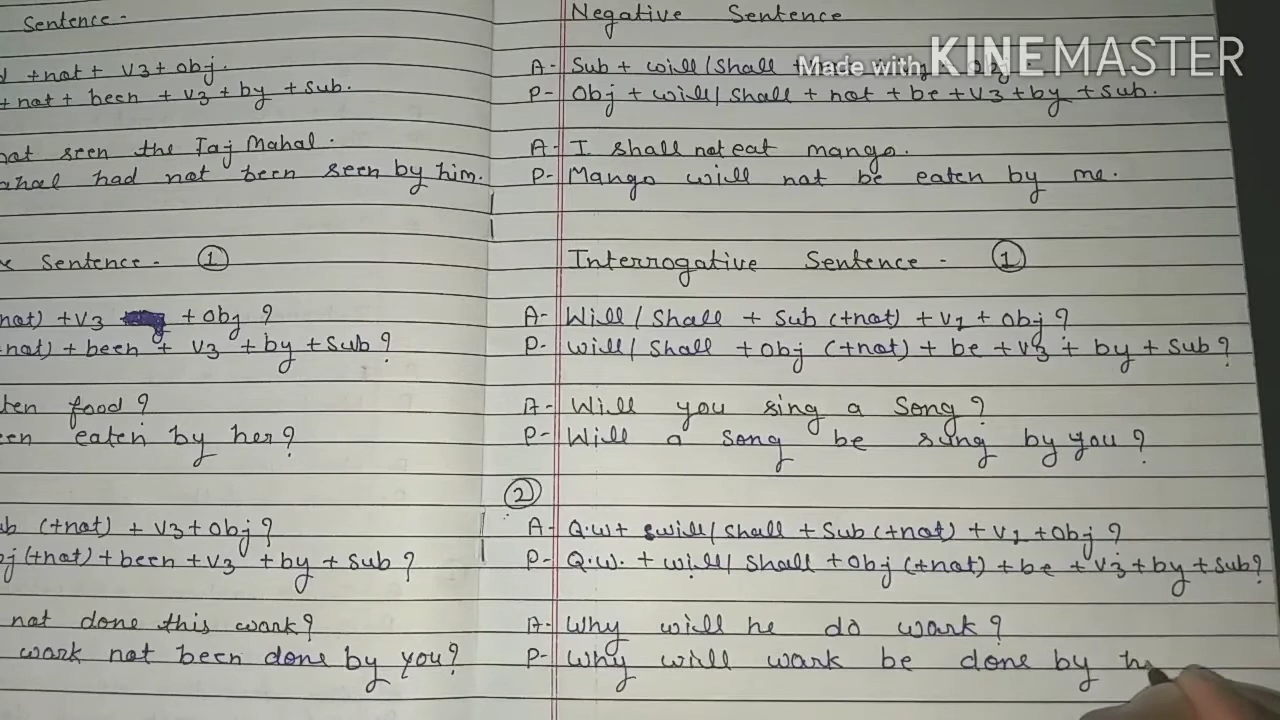 Sentence -
+not + V3 + obj.
+ not + been + V3 + by + sub.
not seen the Taj Mahal.
had not been seen by him.
Sentence - ①
not) + V3 + obj ?
not) + been + V3 + by + sub ?
food ?
eaten by her ?
(+not) + V3 + obj ?
(+not) + been + V3 + by + sub ?
not done this work ?
work not been done by you ?
Negative Sentence
Made with KINEMASTER
A- Sub + will / shall +
P- Obj + will / shall + not + be + V3 + by + sub.
A- I shall not eat mango.
P- Mango will not be eaten by me.
Interrogative Sentence - ①
A- Will / Shall + Sub (+not) + V1 + Obj ?
P- Will / Shall + Obj (+not) + be + V3 + by + Sub ?
A- Will you sing a Song ?
P- Will a song be sung by you ?
②
A- Q.W + will / shall + Sub (+not) + V1 + Obj ?
P- Q.W. + will / Shall + Obj (+not) + be + V3 + by + Sub ?
A- Why will he do work ?
P- Why will work be done by